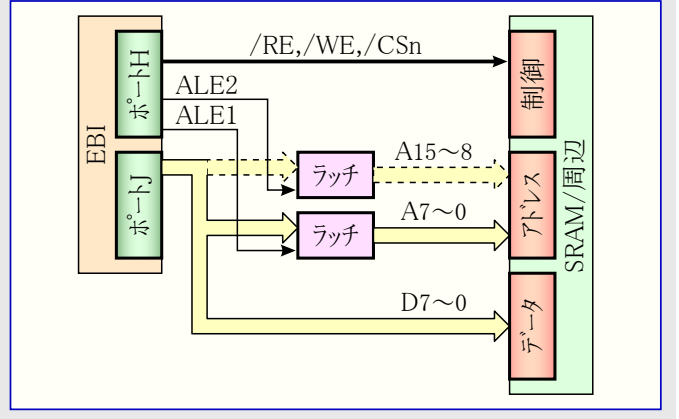 EBI
ポートH
ポートJ
/RE,/WE,/CSn
ALE2
ALE1
ラッチ
ラッチ
A15～8
A7～0
D7～0
制御
アドレス
データ
SRAM/周辺